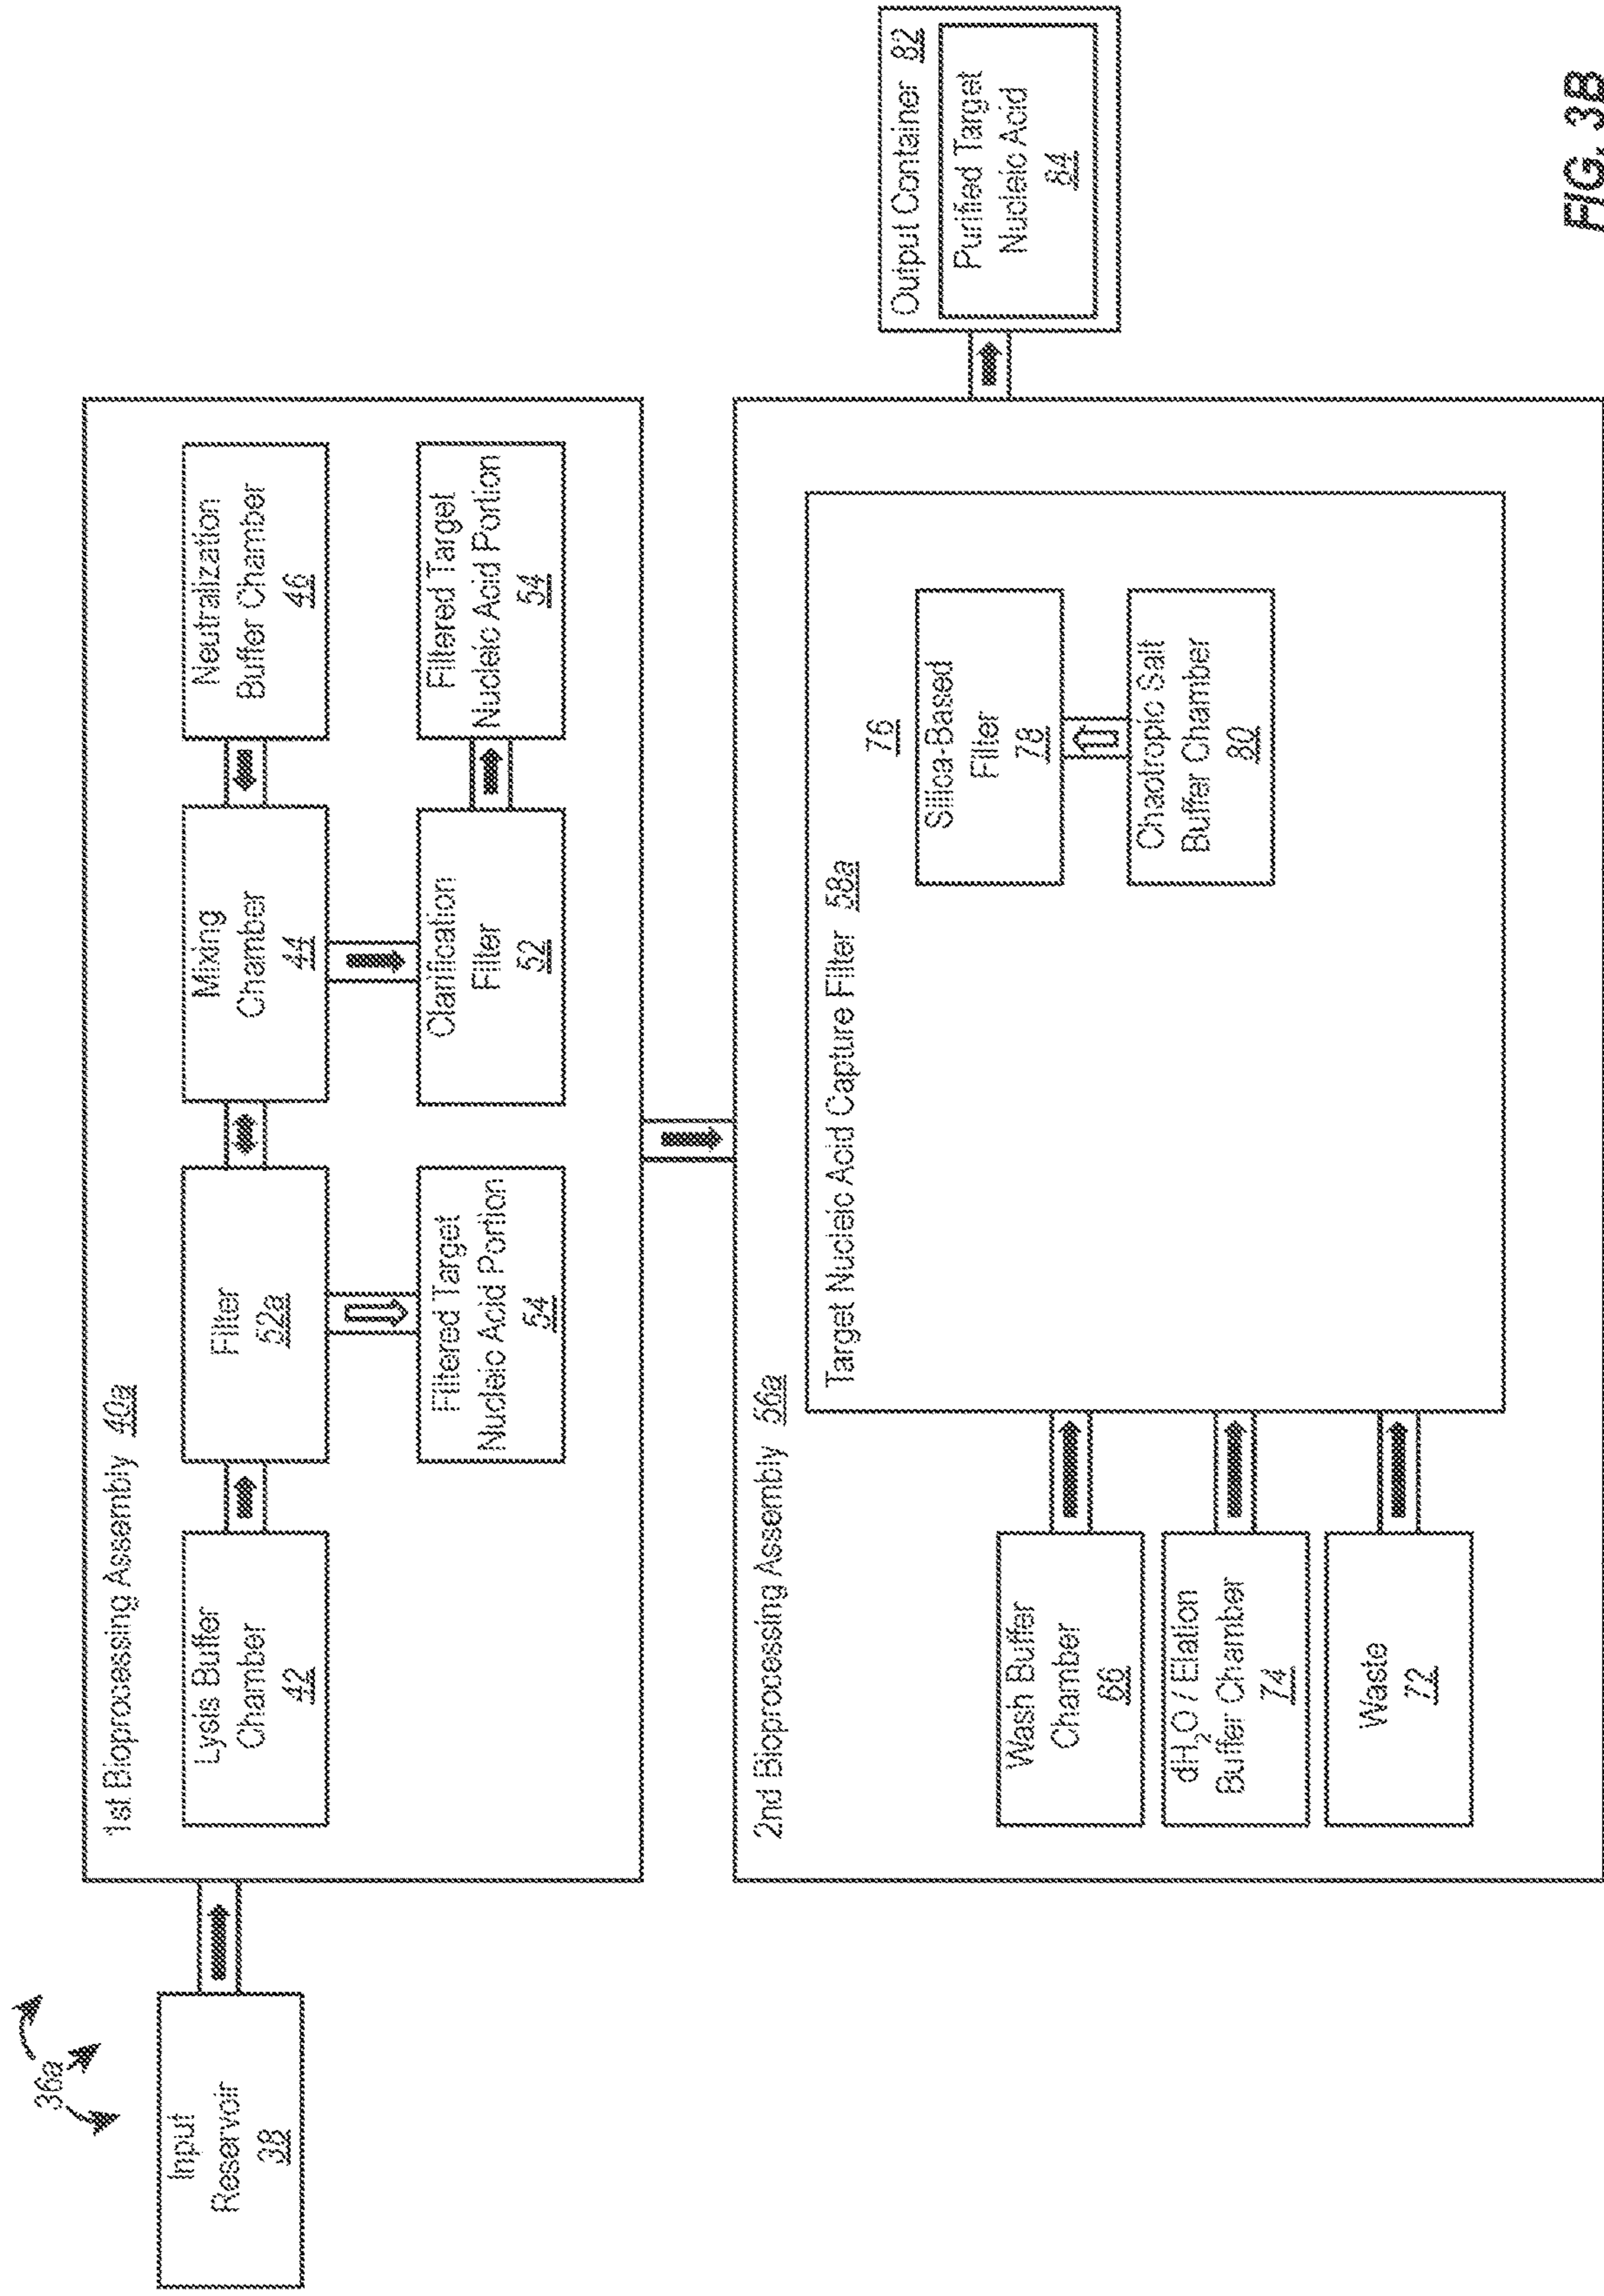 36a
Input
Reservoir
38
1st Bioprocessing Assembly 40a
Lysis Buffer
Chamber
42
Filter
52a
Mixing
Chamber
44
Neutralization
Buffer Chamber
46
Filtered Target
Nucleic Acid Portion
54
Clarification
Filter
52
Filtered Target
Nucleic Acid Portion
54
2nd Bioprocessing Assembly 56a
Target Nucleic Acid Capture Filter 58a
76
Silica-Based
Filter
78
Chaotropic Salt
Buffer Chamber
80
Wash Buffer
Chamber
66
dH2O / Elation
Buffer Chamber
74
Waste
72
Output Container 82
Purified Target
Nucleic Acid
84
FIG. 3B